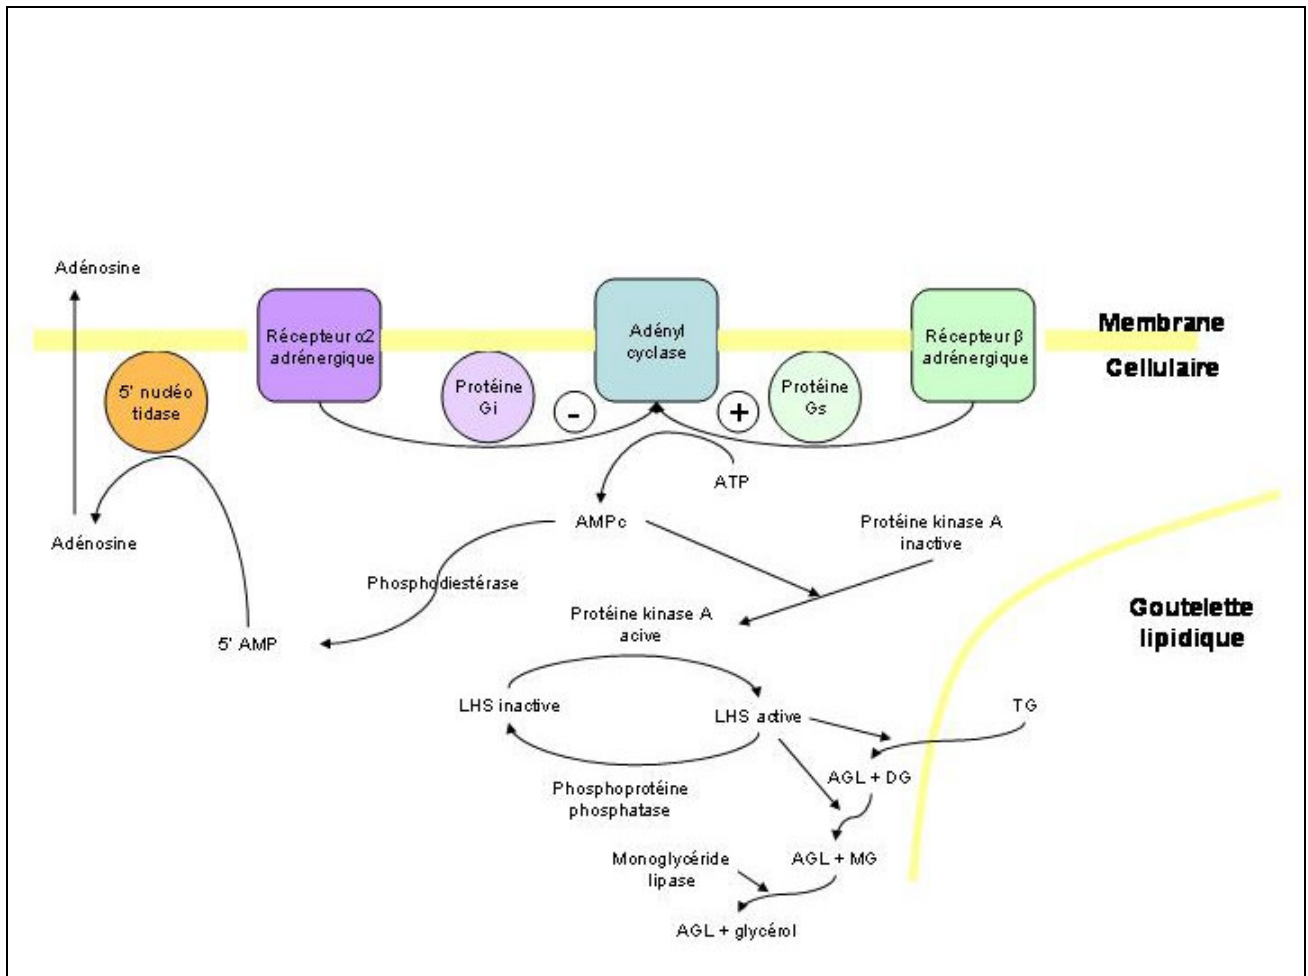 Adénosine
Récepteur α2
adrénergique
Adényl
cyclase
Récepteur β
adrénergique
Membrane
Cellulaire
5' nudéo
tidase
Protéine
Gi
-
+
Protéine
Gs
ATP
AMPc
Protéine kinase A
inactive
Adénosine
Phosphodiestérase
Protéine kinase A
acive
Goutelette
lipidique
5' AMP
LHS inactive
LHS active
TG
AGL + DG
Phosphoprotéine
phosphatase
Monoglycéride
lipase
AGL + MG
AGL + glycérol